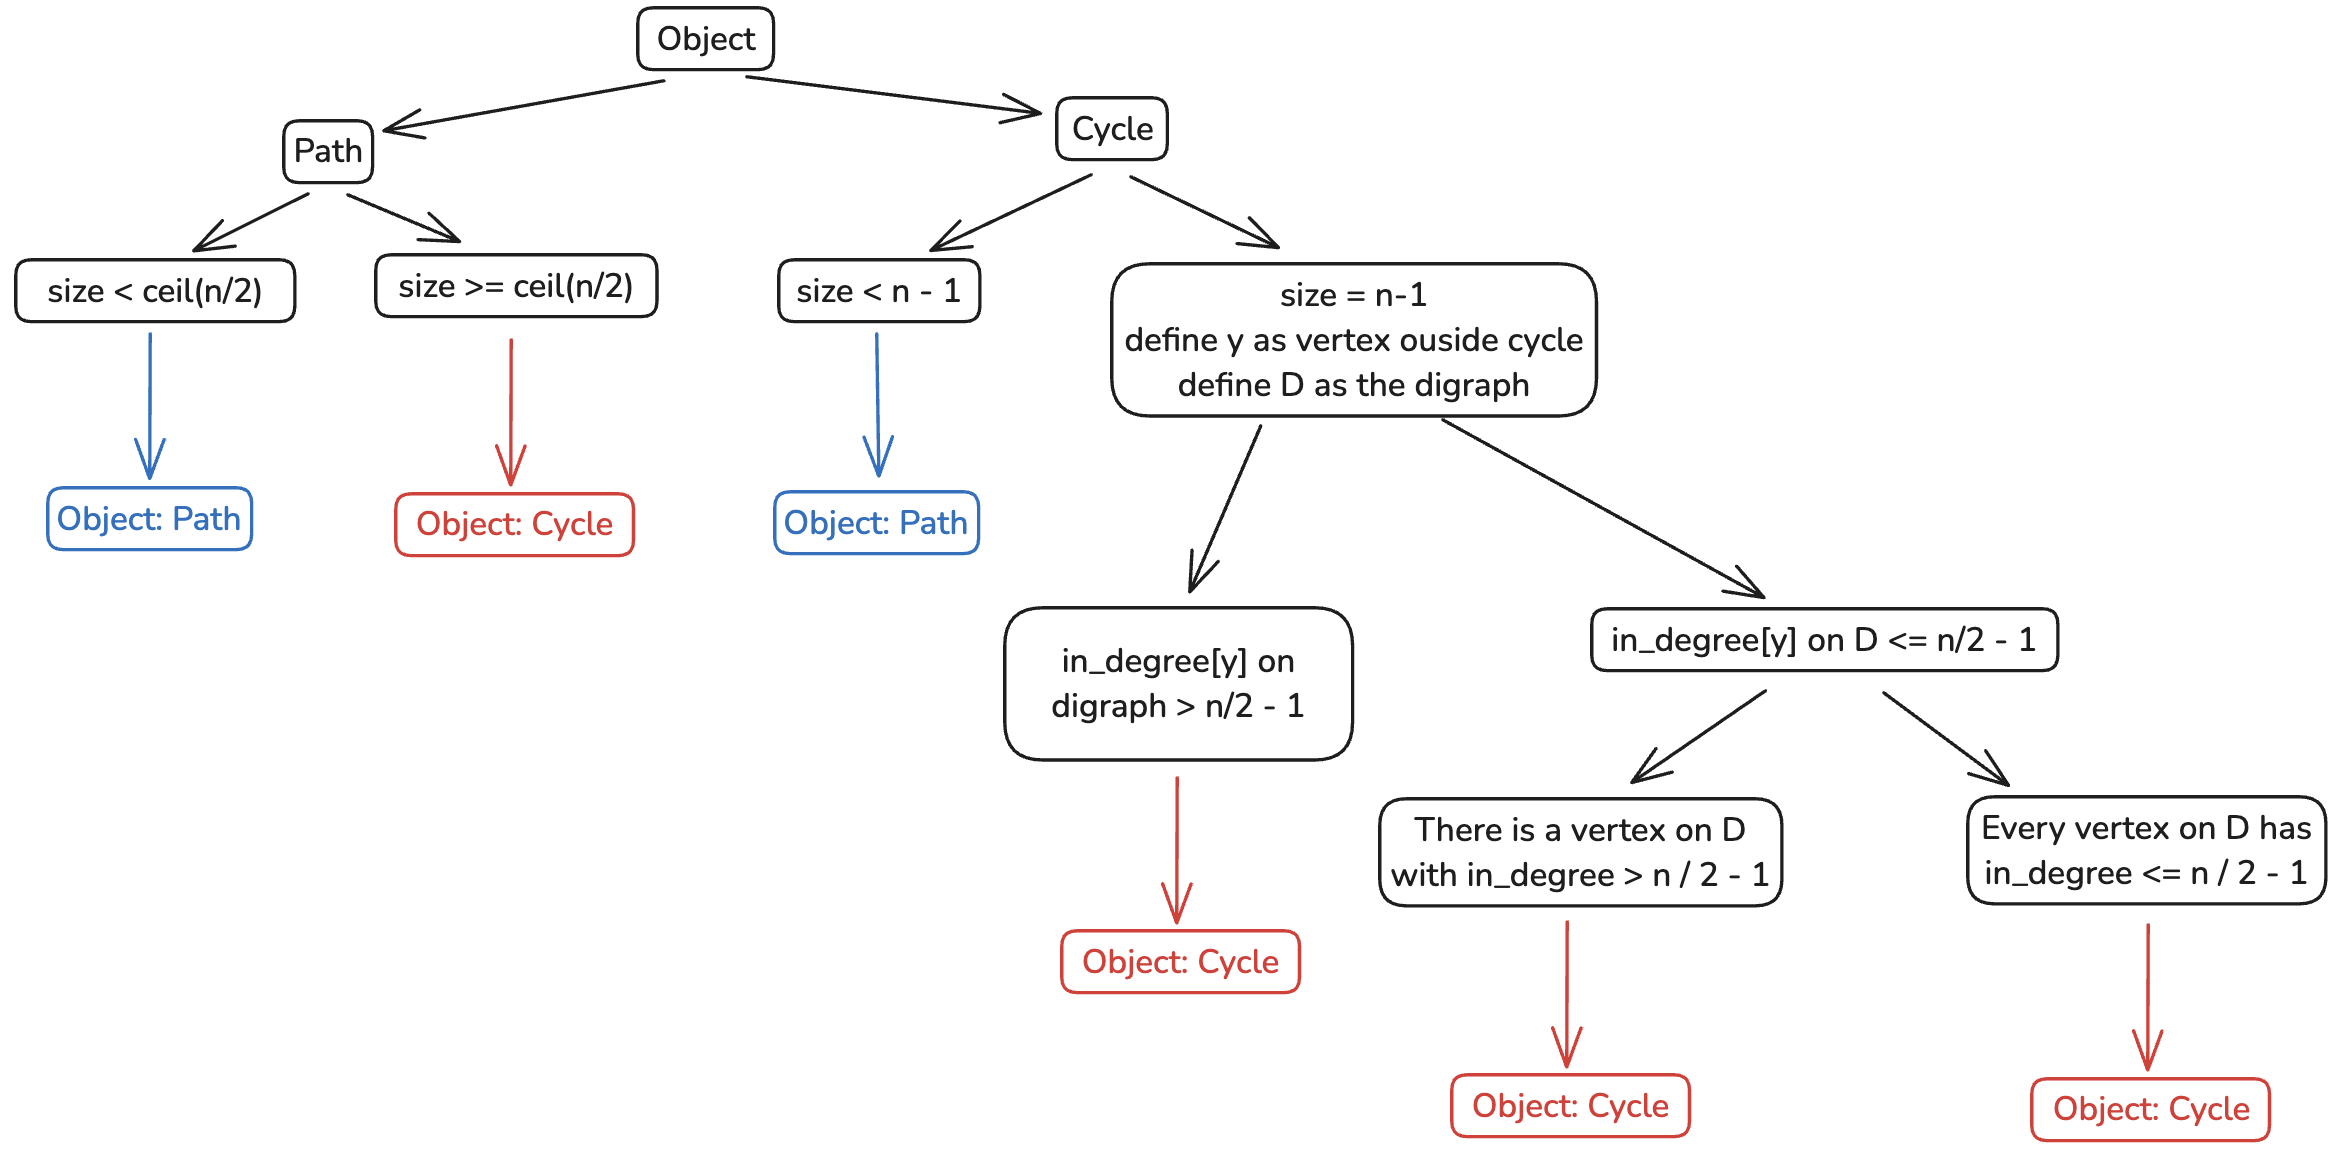 Object
Path
Cycle
size < ceil(n/2)
size >= ceil(n/2)
size < n - 1
size = n-1
define y as vertex ouside cycle
define D as the digraph
Object: Path
Object: Cycle
Object: Path
in_degree[y] on
digraph > n/2 - 1
in_degree[y] on D <= n/2 - 1
There is a vertex on D
with in_degree > n / 2 - 1
Every vertex on D has
in_degree <= n / 2 - 1
Object: Cycle
Object: Cycle
Object: Cycle